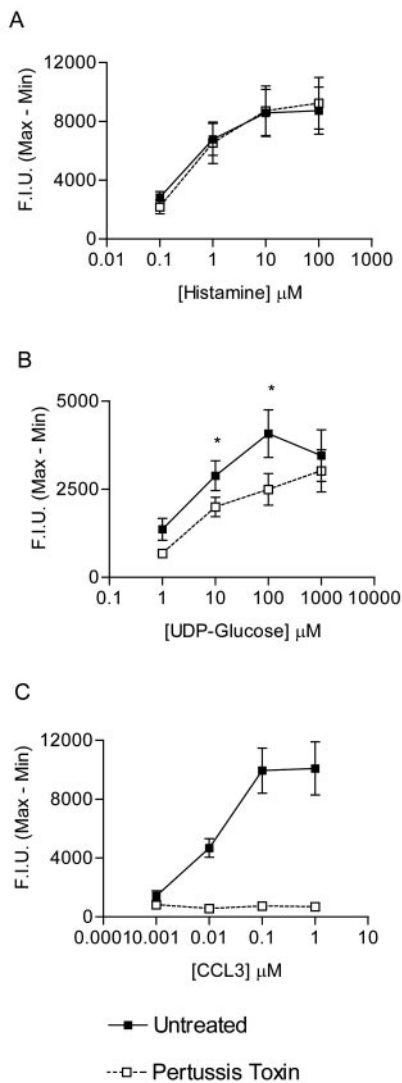 A
F.I.U. (Max - Min)
12000
8000
4000
0
0.01 0.1 1 10 100 1000
[Histamine] μM
B
F.I.U. (Max - Min)
5000
2500
0
* *
1 10 100 1000 10000
[UDP-Glucose] μM
C
F.I.U. (Max - Min)
12000
8000
4000
0
0.0001 0.001 0.01 0.1 1 10
[CCL3] μM
Untreated
Pertussis Toxin